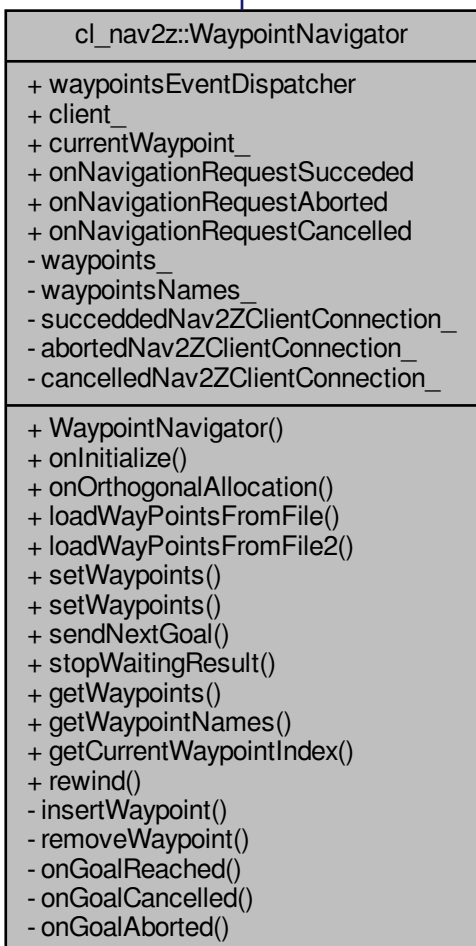 cl_nav2z::WaypointNavigator
+ waypointsEventDispatcher
+ client_
+ currentWaypoint_
+ onNavigationRequestSucceded
+ onNavigationRequestAborted
+ onNavigationRequestCancelled
- waypoints_
- waypointsNames_
- succeddedNav2ZClientConnection_
- abortedNav2ZClientConnection_
- cancelledNav2ZClientConnection_
+ WaypointNavigator()
+ onInitialize()
+ onOrthogonalAllocation()
+ loadWayPointsFromFile()
+ loadWayPointsFromFile2()
+ setWaypoints()
+ setWaypoints()
+ sendNextGoal()
+ stopWaitingResult()
+ getWaypoints()
+ getWaypointNames()
+ getCurrentWaypointIndex()
+ rewind()
- insertWaypoint()
- removeWaypoint()
- onGoalReached()
- onGoalCancelled()
- onGoalAborted()